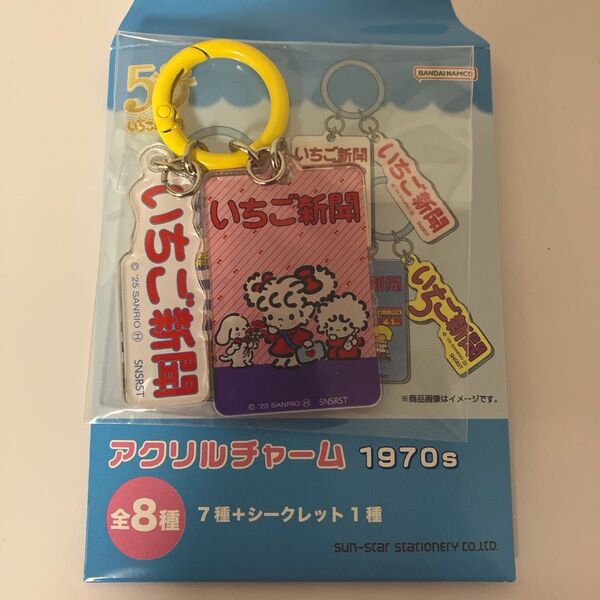 BANDAI NAMCO
いちご新聞
いちご新聞
© '25 SANRIO Ⓗ SNSRST
いちご新聞
© '25 SANRIO Ⓗ SNSRST
いちご新聞
いちご新聞
※商品画像はイメージです。
アクリルチャーム 1970s
全8種
7種+シークレット1種
sun-star stationery co.,ltd.